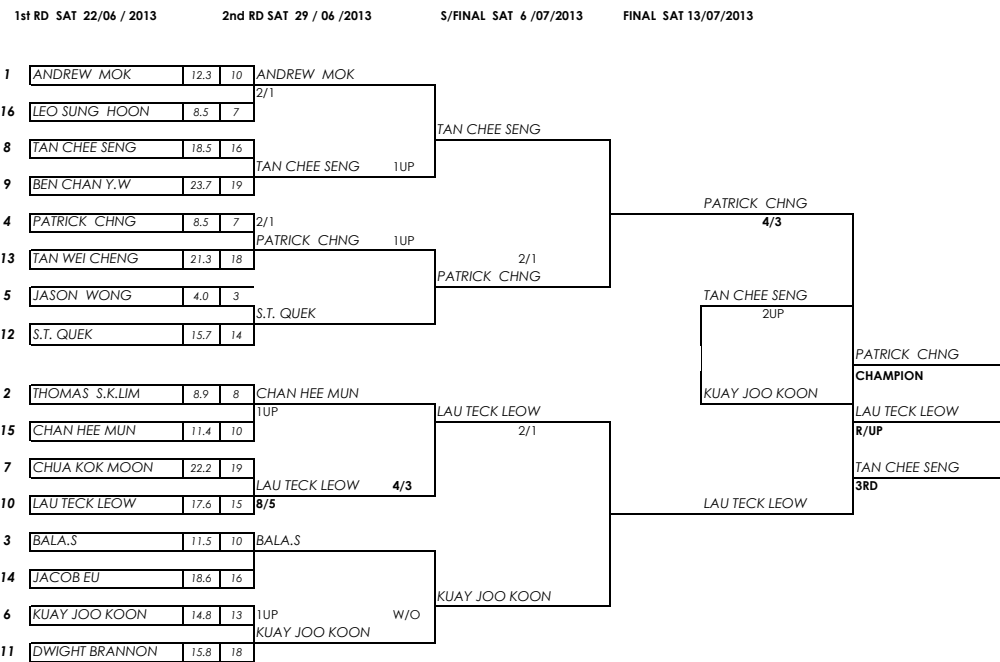 1st RD SAT 22/06 / 2013 2nd RD SAT 29 / 06 /2013 S/FINAL SAT 6 /07/2013 FINAL SAT 13/07/2013
1 ANDREW MOK 12.3 10 ANDREW MOK
2/1
16 LEO SUNG HOON 8.5 7
TAN CHEE SENG
8 TAN CHEE SENG 18.5 16
TAN CHEE SENG 1UP
9 BEN CHAN Y.W 23.7 19
PATRICK CHNG
4 PATRICK CHNG 8.5 7 2/1 4/3
PATRICK CHNG 1UP
13 TAN WEI CHENG 21.3 18 2/1
PATRICK CHNG
5 JASON WONG 4.0 3 TAN CHEE SENG
S.T. QUEK 2UP
12 S.T. QUEK 15.7 14
PATRICK CHNG
CHAMPION
2 THOMAS S.K.LIM 8.9 8 CHAN HEE MUN KUAY JOO KOON
1UP LAU TECK LEOW LAU TECK LEOW
15 CHAN HEE MUN 11.4 10 2/1 R/UP
7 CHUA KOK MOON 22.2 19 TAN CHEE SENG
LAU TECK LEOW 4/3 3RD
10 LAU TECK LEOW 17.6 15 8/5 LAU TECK LEOW
3 BALA.S 11.5 10 BALA.S
14 JACOB EU 18.6 16
KUAY JOO KOON
6 KUAY JOO KOON 14.8 13 1UP W/O
KUAY JOO KOON
11 DWIGHT BRANNON 15.8 18